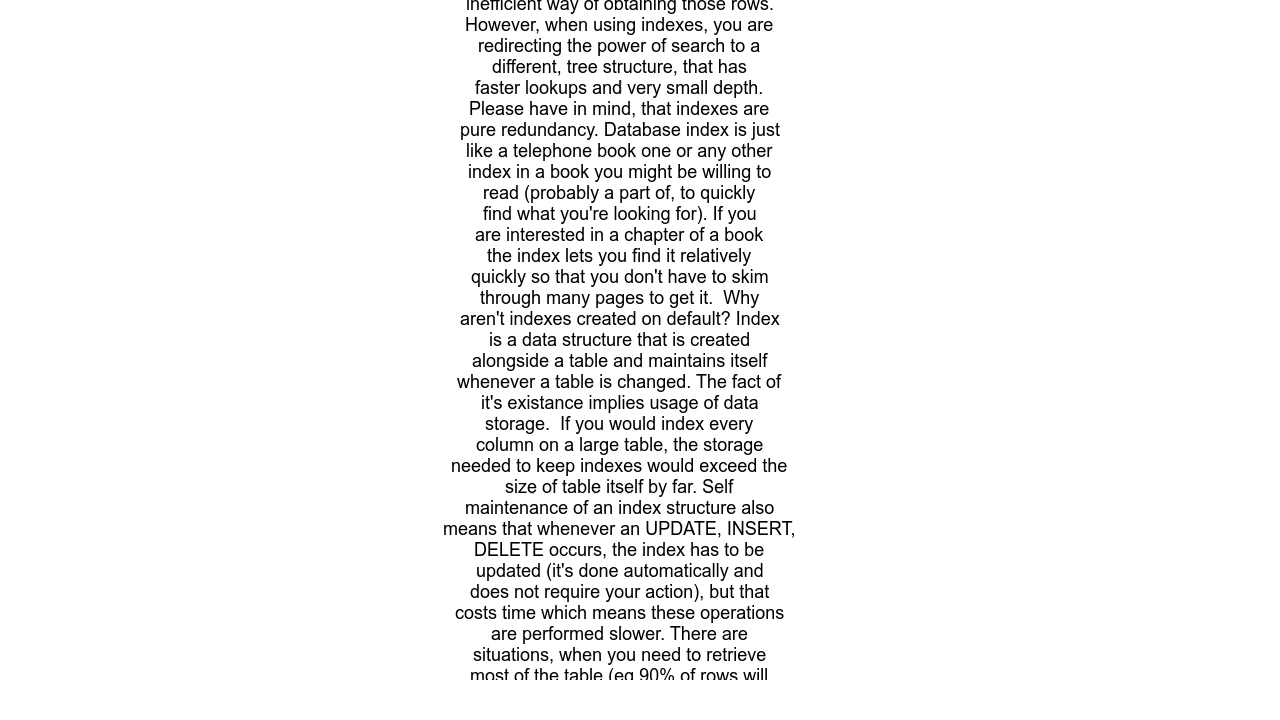 inefficient way of obtaining those rows.
However, when using indexes, you are
redirecting the power of search to a
different, tree structure, that has
faster lookups and very small depth.
Please have in mind, that indexes are
pure redundancy. Database index is just
like a telephone book one or any other
index in a book you might be willing to
read (probably a part of, to quickly
find what you're looking for). If you
are interested in a chapter of a book
the index lets you find it relatively
quickly so that you don't have to skim
through many pages to get it.  Why
aren't indexes created on default? Index
is a data structure that is created
alongside a table and maintains itself
whenever a table is changed. The fact of
it's existance implies usage of data
storage.  If you would index every
column on a large table, the storage
needed to keep indexes would exceed the
size of table itself by far. Self
maintenance of an index structure also
means that whenever an UPDATE, INSERT,
DELETE occurs, the index has to be
updated (it's done automatically and
does not require your action), but that
costs time which means these operations
are performed slower. There are
situations, when you need to retrieve
most of the table (eg 90% of rows will